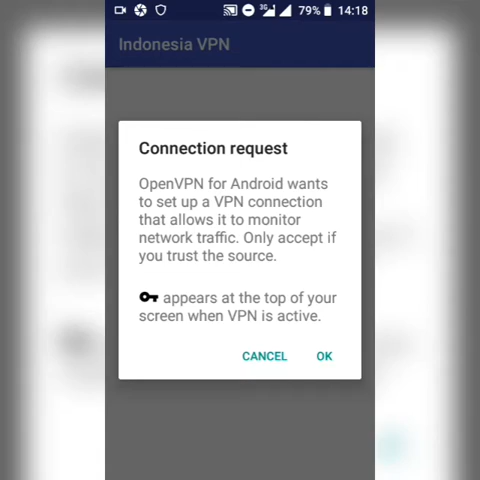 3G 79% 14:18
Indonesia VPN
Connection request
OpenVPN for Android wants
to set up a VPN connection
that allows it to monitor
network traffic. Only accept if
you trust the source.
appears at the top of your
screen when VPN is active.
CANCEL OK